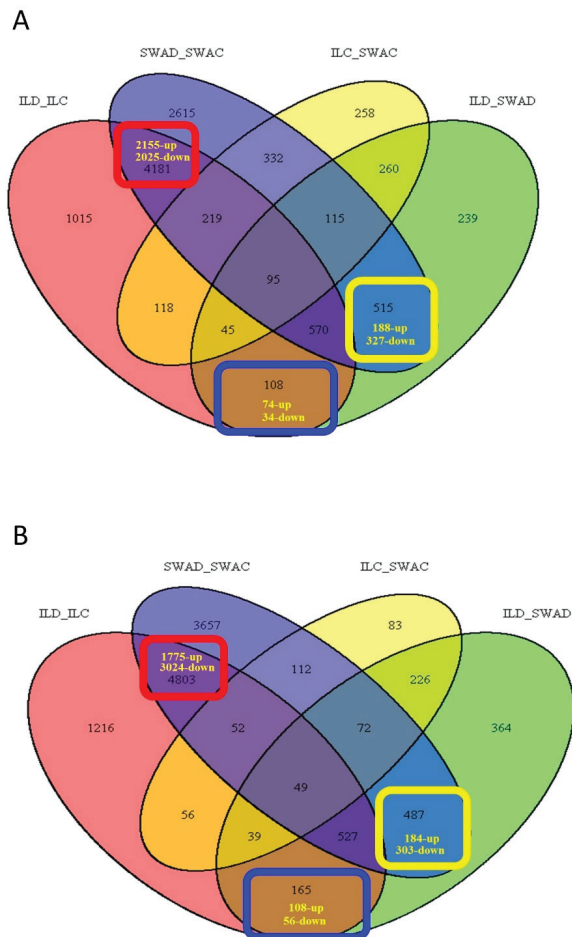 A
SWAD_SWAC
ILC_SWAC
ILD_ILC
ILD_SWAD
2615
258
2155-up
2025-down
4181
332
260
1015
219
115
239
95
118
515
45
570
188-up
327-down
108
74-up
34-down
B
SWAD_SWAC
ILC_SWAC
ILD_ILC
ILD_SWAD
3657
83
1775-up
3024-down
4803
112
226
1216
52
72
364
49
56
487
39
527
184-up
303-down
165
108-up
56-down